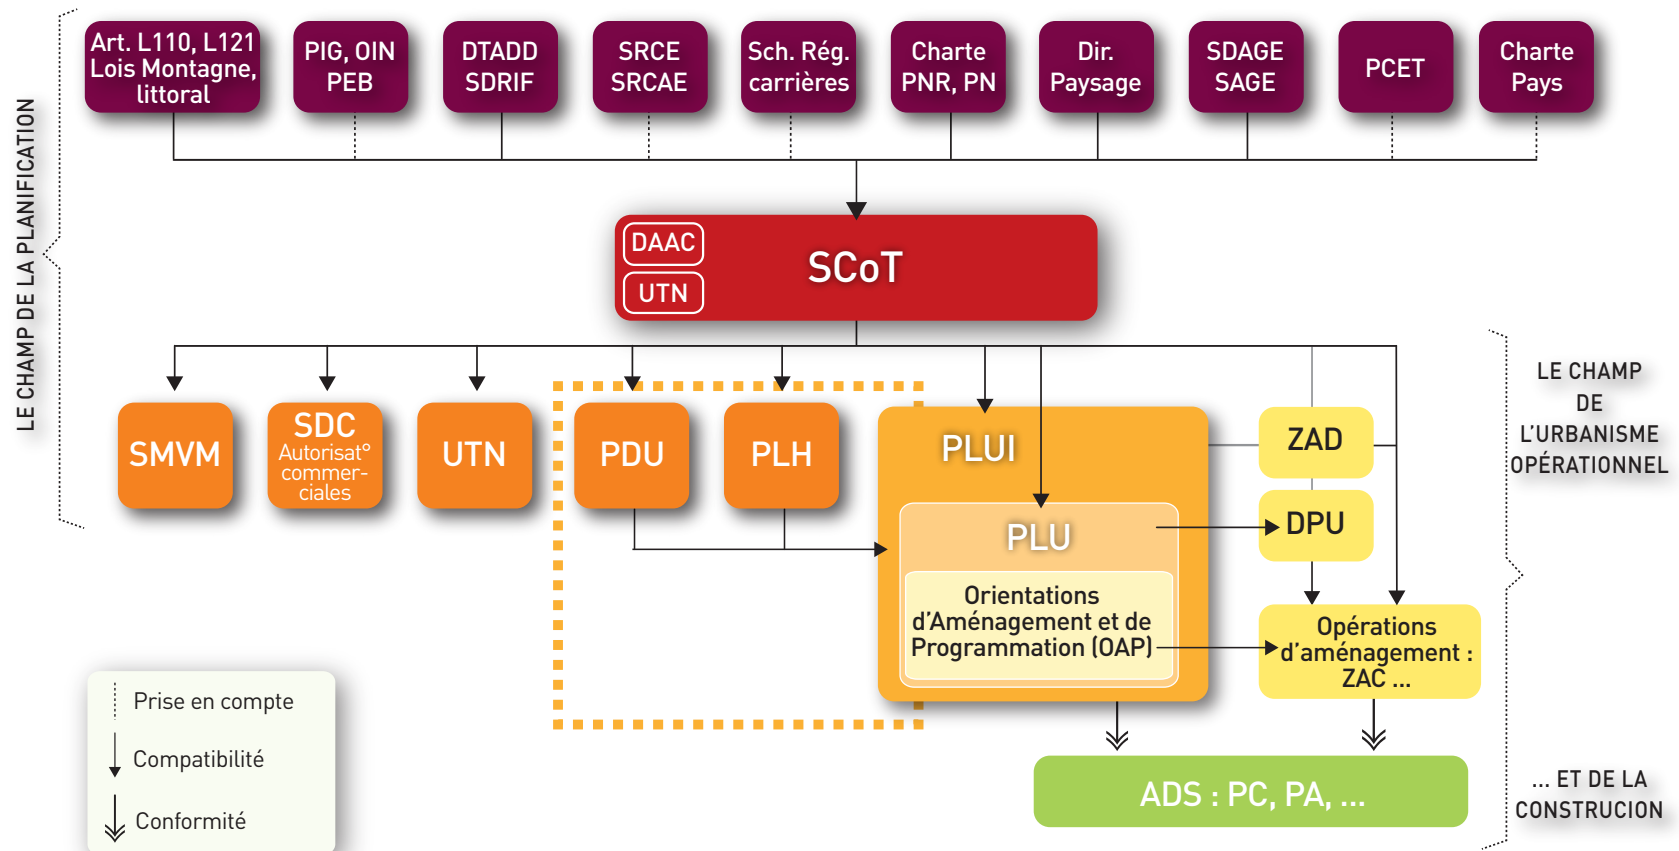 LE CHAMP DE LA PLANIFICATION
Art. L110, L121
Lois Montagne,
littoral
PIG, OIN
PEB
DTADD
SDRIF
SRCE
SRCAE
Sch. Rég.
carrières
Charte
PNR, PN
Dir.
Paysage
SDAGE
SAGE
PCET
Charte
Pays
DAAC
UTN
SCoT
SMVM
SDC
Autorisat°
commer-
ciales
UTN
PDU
PLH
PLUI
PLU
Orientations
d'Aménagement et de
Programmation (OAP)
ZAD
DPU
Opérations
d'aménagement :
ZAC ...
LE CHAMP
DE
L'URBANISME
OPÉRATIONNEL
... ET DE LA
CONSTRUCION
ADS : PC, PA, ...
Prise en compte
Compatibilité
Conformité